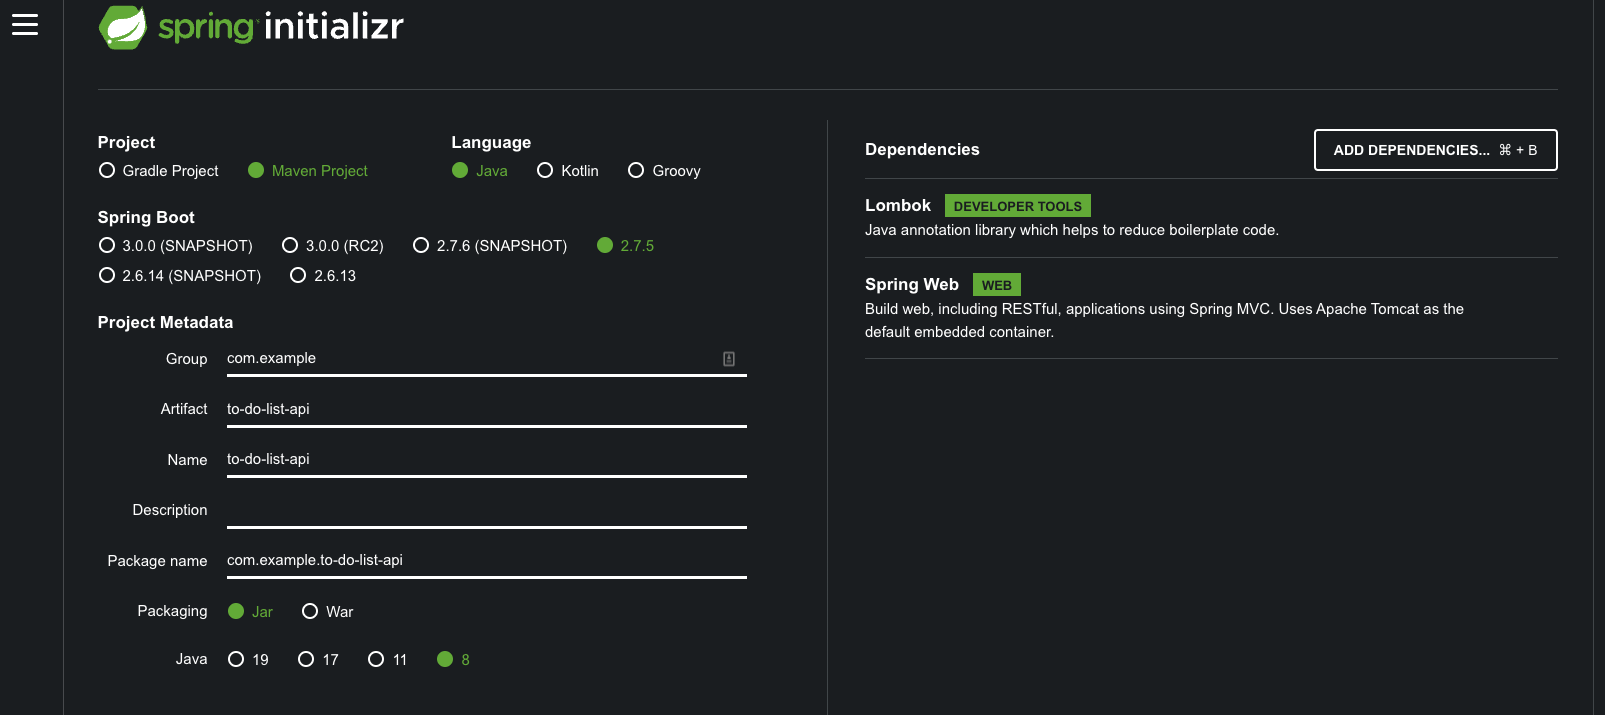 spring initializr
Project
Gradle Project Maven Project
Language
Java Kotlin Groovy
Spring Boot
3.0.0 (SNAPSHOT) 3.0.0 (RC2) 2.7.6 (SNAPSHOT) 2.7.5
2.6.14 (SNAPSHOT) 2.6.13
Project Metadata
Group com.example
Artifact to-do-list-api
Name to-do-list-api
Description
Package name com.example.to-do-list-api
Packaging Jar War
Java 19 17 11 8
Dependencies
ADD DEPENDENCIES... ⌘ + B
Lombok DEVELOPER TOOLS
Java annotation library which helps to reduce boilerplate code.
Spring Web WEB
Build web, including RESTful, applications using Spring MVC. Uses Apache Tomcat as the
default embedded container.